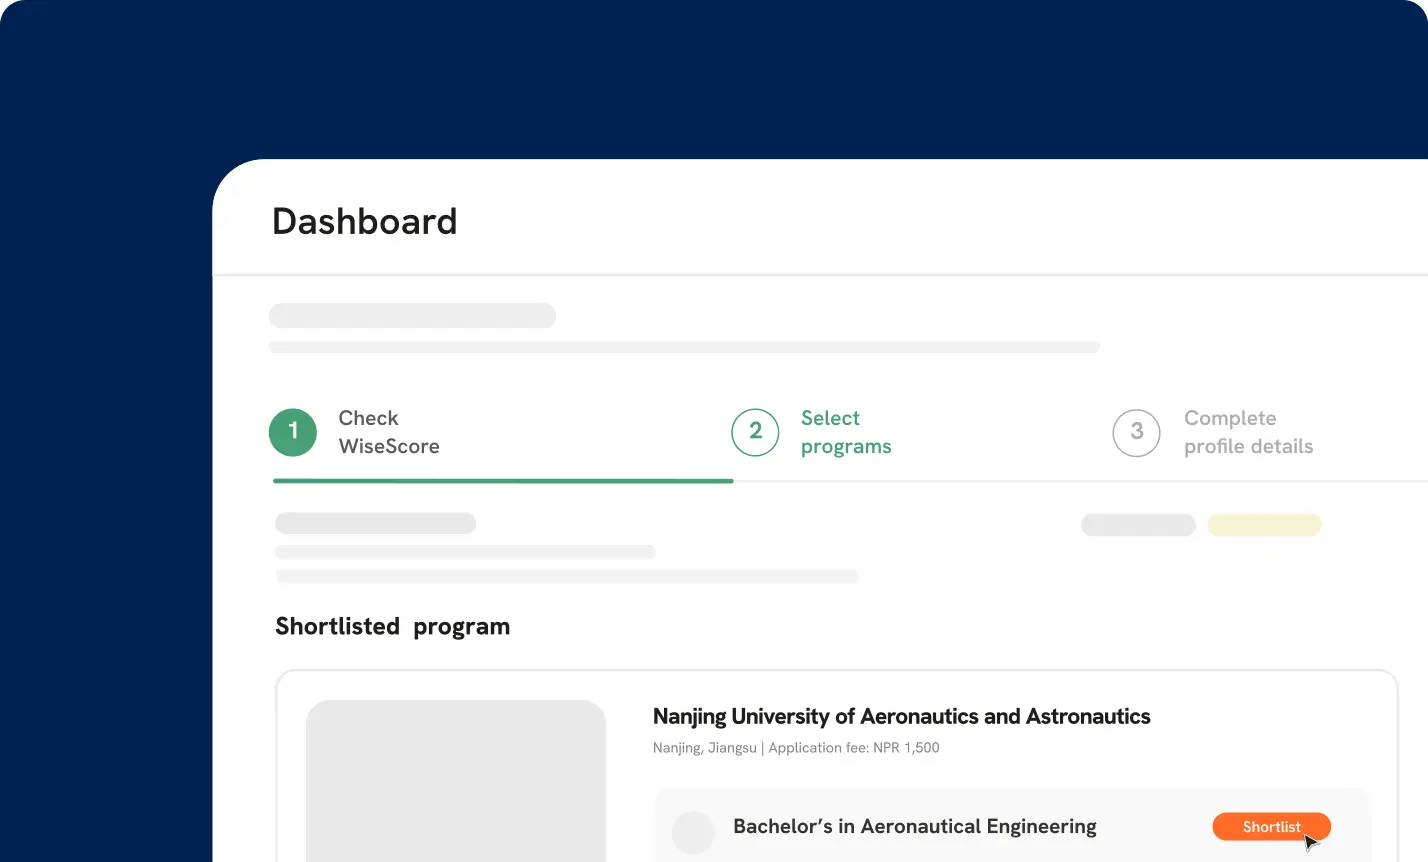 Dashboard
1
Check
WiseScore
2
Select
programs
3
Complete
profile details
Shortlisted program
Nanjing University of Aeronautics and Astronautics
Nanjing, Jiangsu | Application fee: NPR 1,500
Bachelor’s in Aeronautical Engineering
Shortlist